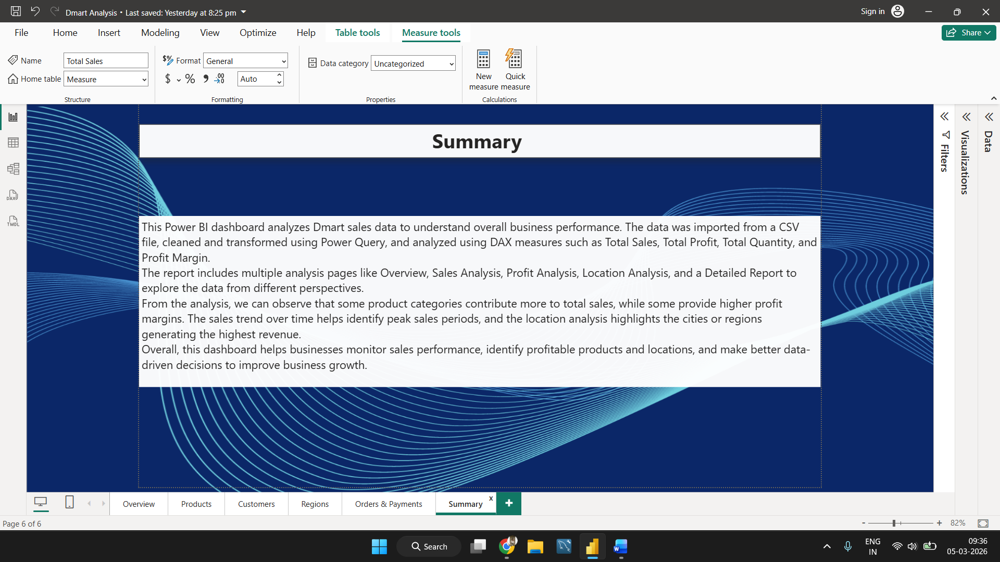 Dmart Analysis • Last saved: Yesterday at 8:25 pm
Sign in
File Home Insert Modeling View Optimize Help Table tools Measure tools
Share
Name Total Sales
Home table Measure
Structure
$% Format General
$ % , .00 →0 Auto
Formatting
Data category Uncategorized
Properties
New measure
Quick measure
Calculations
DAX
TMDL
Summary
This Power BI dashboard analyzes Dmart sales data to understand overall business performance. The data was imported from a CSV
file, cleaned and transformed using Power Query, and analyzed using DAX measures such as Total Sales, Total Profit, Total Quantity, and
Profit Margin.
The report includes multiple analysis pages like Overview, Sales Analysis, Profit Analysis, Location Analysis, and a Detailed Report to
explore the data from different perspectives.
From the analysis, we can observe that some product categories contribute more to total sales, while some provide higher profit
margins. The sales trend over time helps identify peak sales periods, and the location analysis highlights the cities or regions
generating the highest revenue.
Overall, this dashboard helps businesses monitor sales performance, identify profitable products and locations, and make better data-
driven decisions to improve business growth.
Filters
Visualizations
Data
Overview Products Customers Regions Orders & Payments Summary x +
Page 6 of 6
- + 82%
Search
W
ENG
IN
09:36
05-03-2026